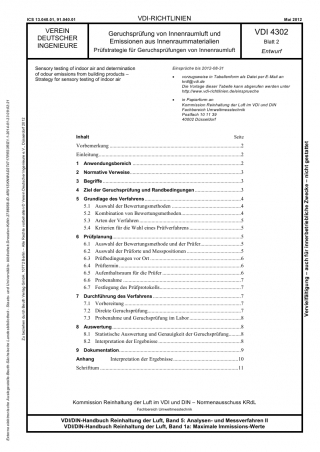 ICS 13.040.01, 91.040.01
VDI-RICHTLINIEN
Mai 2012
VEREIN
DEUTSCHER
INGENIEURE
Geruchsprüfung von Innenraumluft und
Emissionen aus Innenraummaterialien
Prüfstrategie für Geruchsprüfungen von Innenraumluft
VDI 4302
Blatt 2
Entwurf
Sensory testing of indoor air and determination
of odour emissions from building products –
Strategy for sensory testing of indoor air
Einsprüche bis 2012-08-31
• vorzugsweise in Tabellenform als Datei per E-Mail an
krdl@vdi.de
Die Vorlage dieser Tabelle kann abgerufen werden unter
http://www.vdi-richtlinien.de/einsprueche
• in Papierform an
Kommission Reinhaltung der Luft im VDI und DIN
Fachbereich Umweltmesstechnik
Postfach 10 11 39
40002 Düsseldorf
Inhalt Seite
Vorbemerkung 2
Einleitung 2
1 Anwendungsbereich 2
2 Normative Verweise 2
3 Begriffe 2
4 Ziel der Geruchsprüfung und Randbedingungen 2
5 Grundlage des Verfahrens 4
5.1 Auswahl der Bewertungsmethoden 4
5.2 Kombination von Bewertungsmethoden 4
5.3 Arten der Verfahren 3
5.4 Kriterien für die Wahl eines Prüfverfahrens 5
6 Prüfplanung 5
6.1 Auswahl der Bewertungsmethode und der Prüfer 5
6.2 Auswahl der Prüforte und Messpositionen 5
6.3 Prüfbedingungen vor Ort 6
6.4 Prüftermin 6
6.5 Aufenthaltsraum für die Prüfer 6
6.6 Probenahme 7
6.7 Festlegung des Prüfprotokolls 7
7 Durchführung des Verfahrens 7
7.1 Vorbereitung 7
7.2 Direkte Geruchsprüfung 7
7.3 Probenahme und Geruchsprüfung im Labor 8
8 Auswertung 8
8.1 Statistische Auswertung und Genauigkeit der Geruchsprüfung 8
8.2 Interpretation der Ergebnisse 8
9 Dokumentation 9
Anhang Interpretation der Ergebnisse 10
Schrifttum 11
Kommission Reinhaltung der Luft im VDI und DIN – Normenausschuss KRdL
Fachbereich Umweltmesstechnik
VDI/DIN-Handbuch Reinhaltung der Luft, Band 5: Analysen- und Messverfahren II
VDI/DIN-Handbuch Reinhaltung der Luft, Band 1a: Maximale Immissions-Werte
Vervielfältigung – auch für innerbetriebliche Zwecke – nicht gestattet